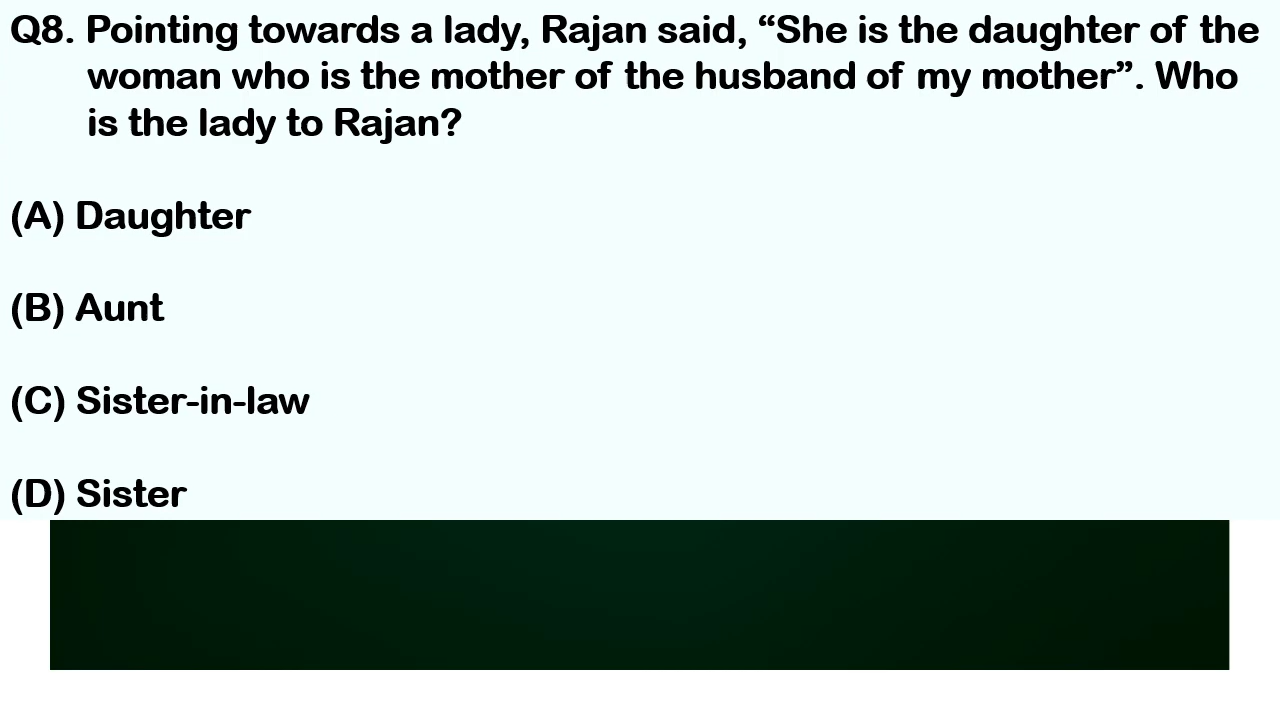 Q8. Pointing towards a lady, Rajan said, “She is the daughter of the
woman who is the mother of the husband of my mother”. Who
is the lady to Rajan?
(A) Daughter
(B) Aunt
(C) Sister-in-law
(D) Sister